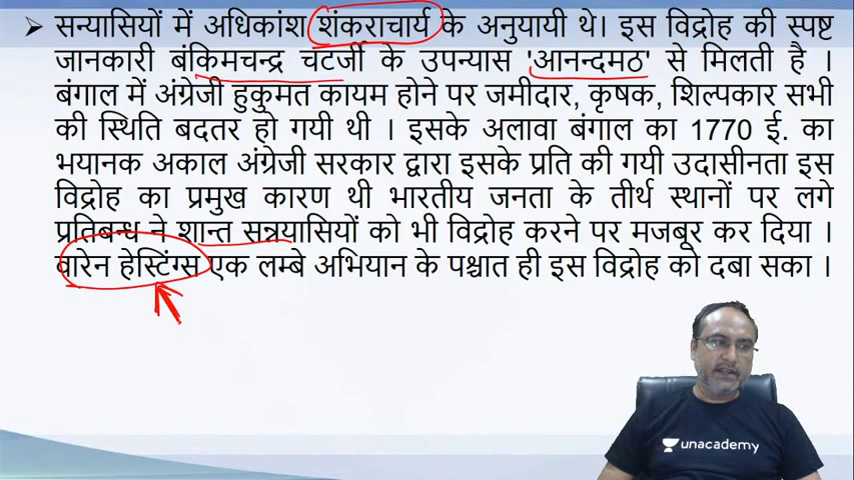 ➤ सन्यासियों में अधिकांश शंकराचार्य के अनुयायी थे। इस विद्रोह की स्पष्ट
जानकारी बंकिमचन्द्र चटर्जी के उपन्यास 'आनन्दमठ' से मिलती है ।
बंगाल में अंग्रेजी हुकुमत कायम होने पर जमीदार, कृषक, शिल्पकार सभी
की स्थिति बदतर हो गयी थी । इसके अलावा बंगाल का 1770 ई. का
भयानक अकाल अंग्रेजी सरकार द्वारा इसके प्रति की गयी उदासीनता इस
विद्रोह का प्रमुख कारण थी भारतीय जनता के तीर्थ स्थानों पर लगे
प्रतिबन्ध ने शान्त सन्नयासियों को भी विद्रोह करने पर मजबूर कर दिया ।
वारेन हेस्टिंग्स एक लम्बे अभियान के पश्चात ही इस विद्रोह को दबा सका ।
unacademy